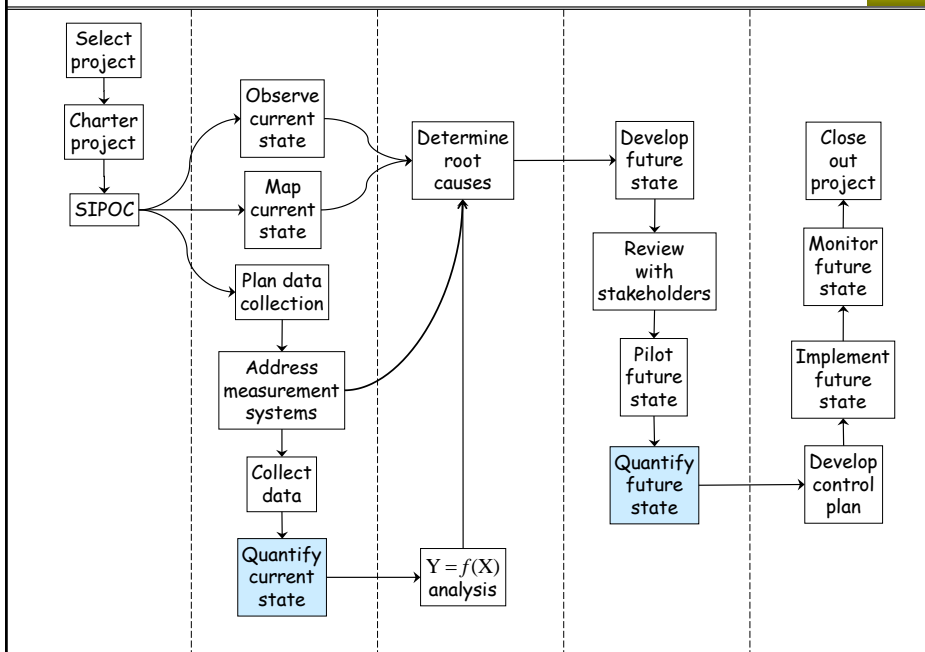 Select
project
Charter
project
SIPOC
Observe
current
state
Map
current
state
Plan data
collection
Address
measurement
systems
Collect
data
Quantify
current
state
Determine
root
causes
Y = f(X)
analysis
Develop
future
state
Review
with
stakeholders
Pilot
future
state
Quantify
future
state
Close
out
project
Monitor
future
state
Implement
future
state
Develop
control
plan